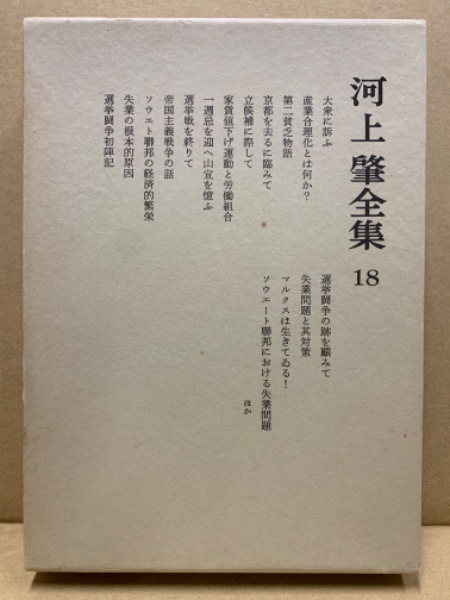 河上肇全集
18
大衆に訴ふ
産業合理化とは何か?
第二貧乏物語
京都を去るに臨みて
立候補に際して
家賃値下げ運動と労働組合
一週忌を迎へ山宣を憶ふ
選挙戦を終りて
帝国主義戦争の話
ソウェト聯邦の経済的繁栄
失業の根本的原因
選挙闘争初陣記
選挙闘争の跡を顧みて
失業問題と其対策
マルクスは生きてゐる!
ソウエート聯邦における失業問題
ほか